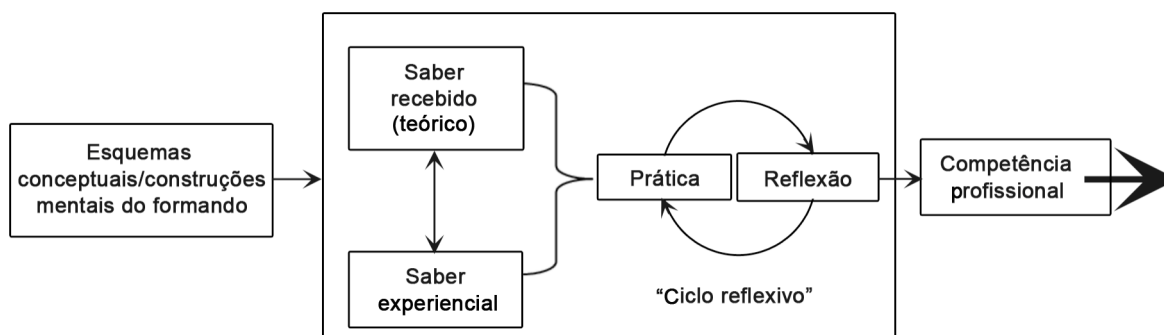 Esquemas
conceptuais/construções
mentais do formando
Saber
recebido
(teórico)
Saber
experiencial
Prática
Reflexão
“Ciclo reflexivo”
Competência
profissional